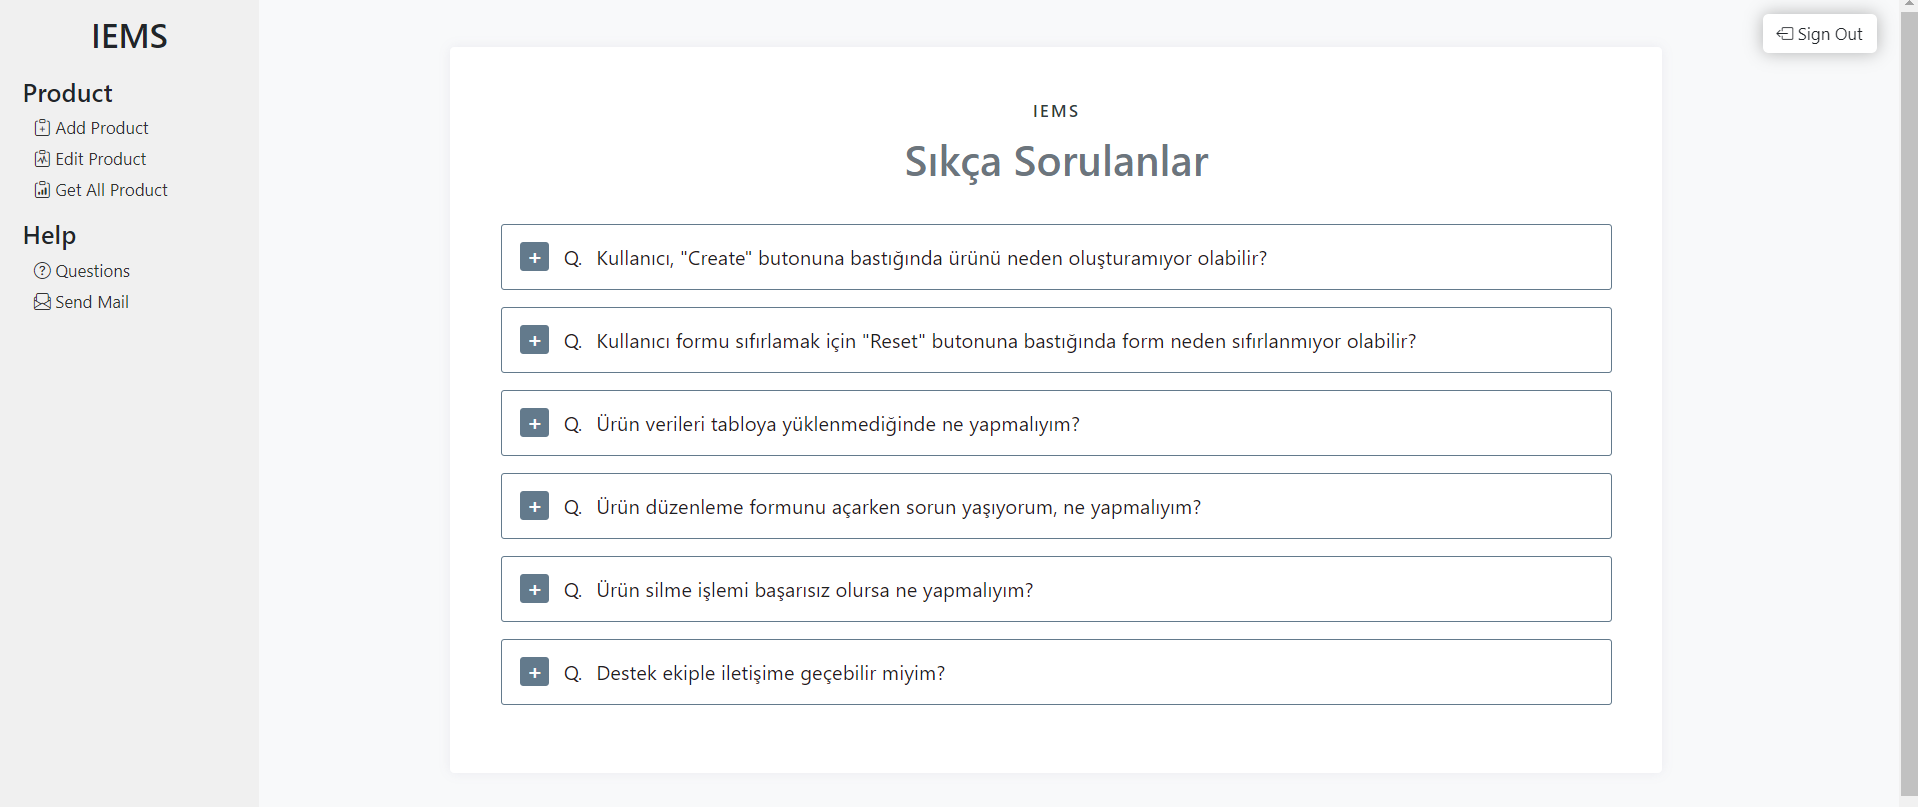 IEMS
Product
Add Product
Edit Product
Get All Product
Help
Questions
Send Mail
Sign Out
IEMS
Sıkça Sorulanlar
+ Q. Kullanıcı, "Create" butonuna bastığında ürünü neden oluşturamıyor olabilir?
+ Q. Kullanıcı formu sıfırlamak için "Reset" butonuna bastığında form neden sıfırlanmıyor olabilir?
+ Q. Ürün verileri tabloya yüklenmediğinde ne yapmalıyım?
+ Q. Ürün düzenleme formunu açarken sorun yaşıyorum, ne yapmalıyım?
+ Q. Ürün silme işlemi başarısız olursa ne yapmalıyım?
+ Q. Destek ekiple iletişime geçebilir miyim?